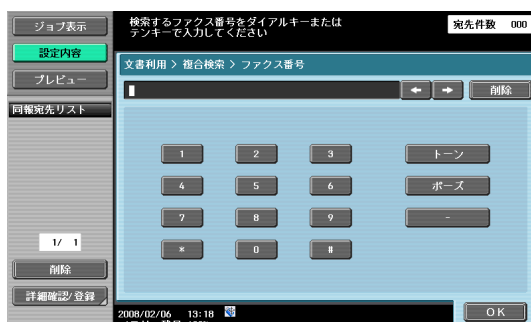 ジョブ表示
検索するファクス番号をダイアルキーまたは
テンキーで入力してください
宛先件数 000
設定内容
文書利用 > 複合検索 > ファクス番号
プレビュー
← → 削除
同報宛先リスト
1 2 3 トーン
4 5 6 ポーズ
7 8 9 -
* 0 #
1/ 1
削除
詳細確認/登録
2008/02/06 13:18
OK